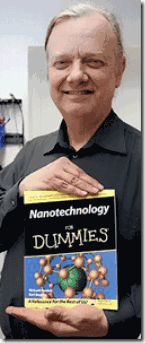 Nanotechnology
FOR
DUMMIES
A Reference for the Rest of Us!